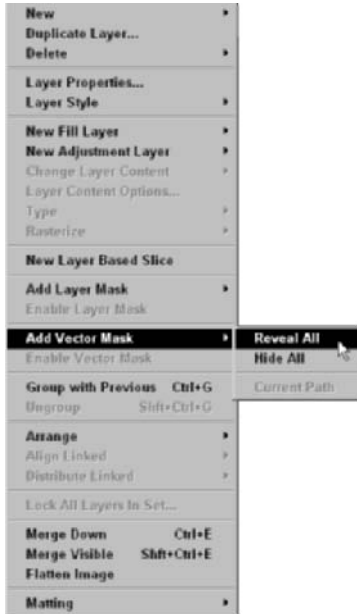 New
Duplicate Layer...
Delete
Layer Properties...
Layer Style
New Fill Layer
New Adjustment Layer
Change Layer Content
Layer Content Options...
Type
Rasterize
New Layer Based Slice
Add Layer Mask
Enable Layer Mask
Add Vector Mask
Reveal All
Enable Vector Mask
Hide All
Group with Previous Ctrl+G
Current Path
Ungroup Shft+Ctrl+G
Arrange
Align Linked
Distribute Linked
Lock All Layers In Set...
Merge Down Ctrl+E
Merge Visible Shft+Ctrl+E
Flatten Image
Matting